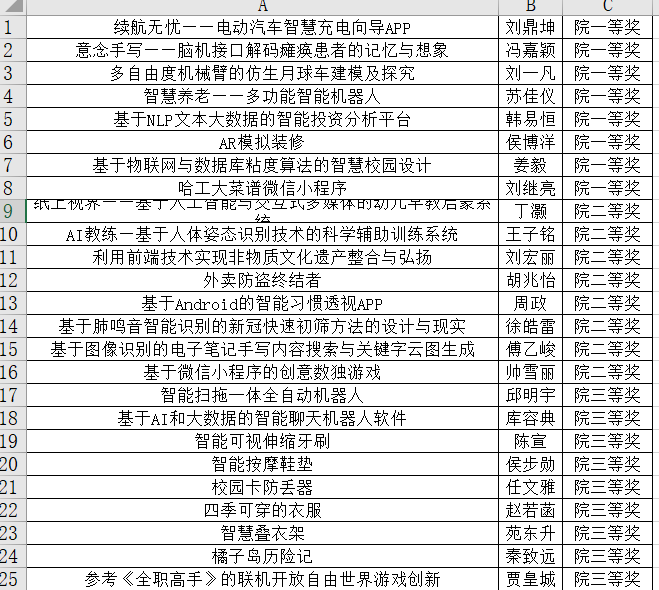 A B C
1 续航无忧——电动汽车智慧充电向导APP 刘鼎坤 院一等奖
2 意念手写——脑机接口解码瘫痪患者的记忆与想象 冯嘉颖 院一等奖
3 多自由度机械臂的仿生月球车建模及探究 刘一凡 院一等奖
4 智慧养老——多功能智能机器人 苏佳仪 院一等奖
5 基于NLP文本大数据的智能投资分析平台 韩易恒 院一等奖
6 AR模拟装修 侯博洋 院一等奖
7 基于物联网与数据库粘度算法的智慧校园设计 姜毅 院一等奖
8 哈工大菜谱微信小程序 刘继亮 院一等奖
9 纸上视界——基于人工智能与交互式多媒体的幼儿早教启蒙系统 丁灏 院二等奖
10 AI教练—基于人体姿态识别技术的科学辅助训练系统 王子铭 院二等奖
11 利用前端技术实现非物质文化遗产整合与弘扬 刘宏丽 院二等奖
12 外卖防盗终结者 胡兆怡 院二等奖
13 基于Android的智能习惯透视APP 周政 院二等奖
14 基于肺鸣音智能识别的新冠快速初筛方法的设计与现实 徐皓雷 院二等奖
15 基于图像识别的电子笔记手写内容搜索与关键字云图生成 傅乙峻 院二等奖
16 基于微信小程序的创意数独游戏 帅雪丽 院二等奖
17 智能扫拖一体全自动机器人 邱明宇 院三等奖
18 基于AI和大数据的智能聊天机器人软件 库容典 院三等奖
19 智能可视伸缩牙刷 陈宣 院三等奖
20 智能按摩鞋垫 侯步勋 院三等奖
21 校园卡防丢器 任文雅 院三等奖
22 四季可穿的衣服 赵若菡 院三等奖
23 智慧叠衣架 苑东升 院三等奖
24 橘子岛历险记 秦致远 院三等奖
25 参考《全职高手》的联机开放自由世界游戏创新 贾皇城 院三等奖